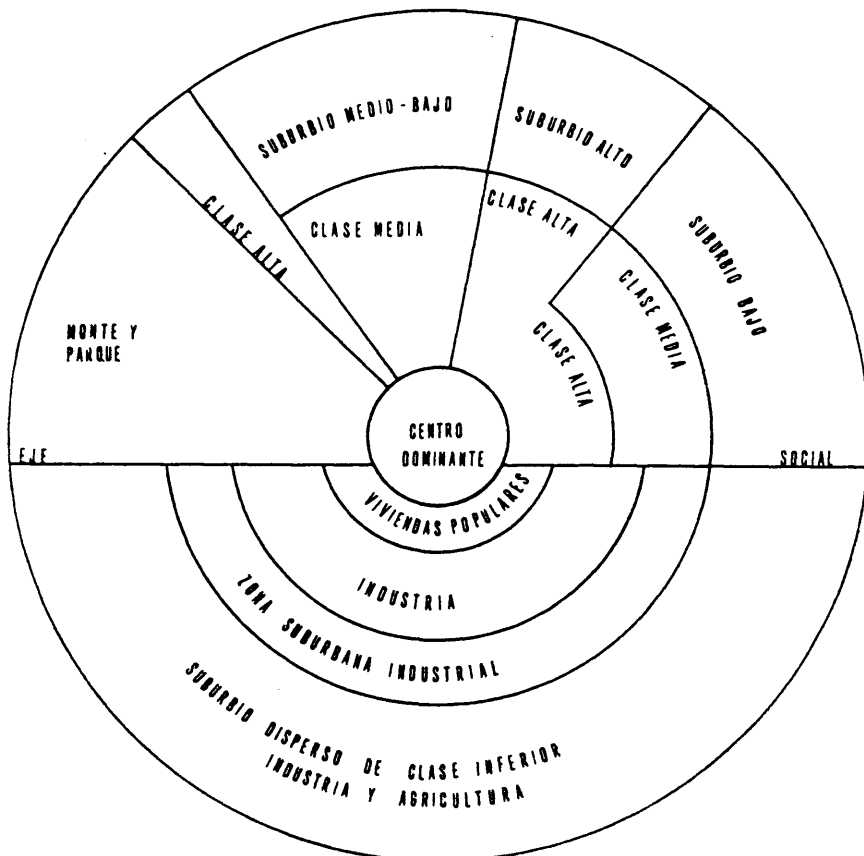 SUBURBIO MEDIO-BAJO
SUBURBIO ALTO
CLASE ALTA
CLASE MEDIA
CLASE ALTA
SUBURBIO BAJO
CLASE MEDIA
MONTE Y
PARQUE
CLASE ALTA
CENTRO
DOMINANTE
EJE
SOCIAL
VIVIENDAS POPULARES
INDUSTRIA
ZONA SUBURBANA INDUSTRIAL
SUBURBIO DISPERSO DE CLASE INFERIOR
INDUSTRIA Y AGRICULTURA